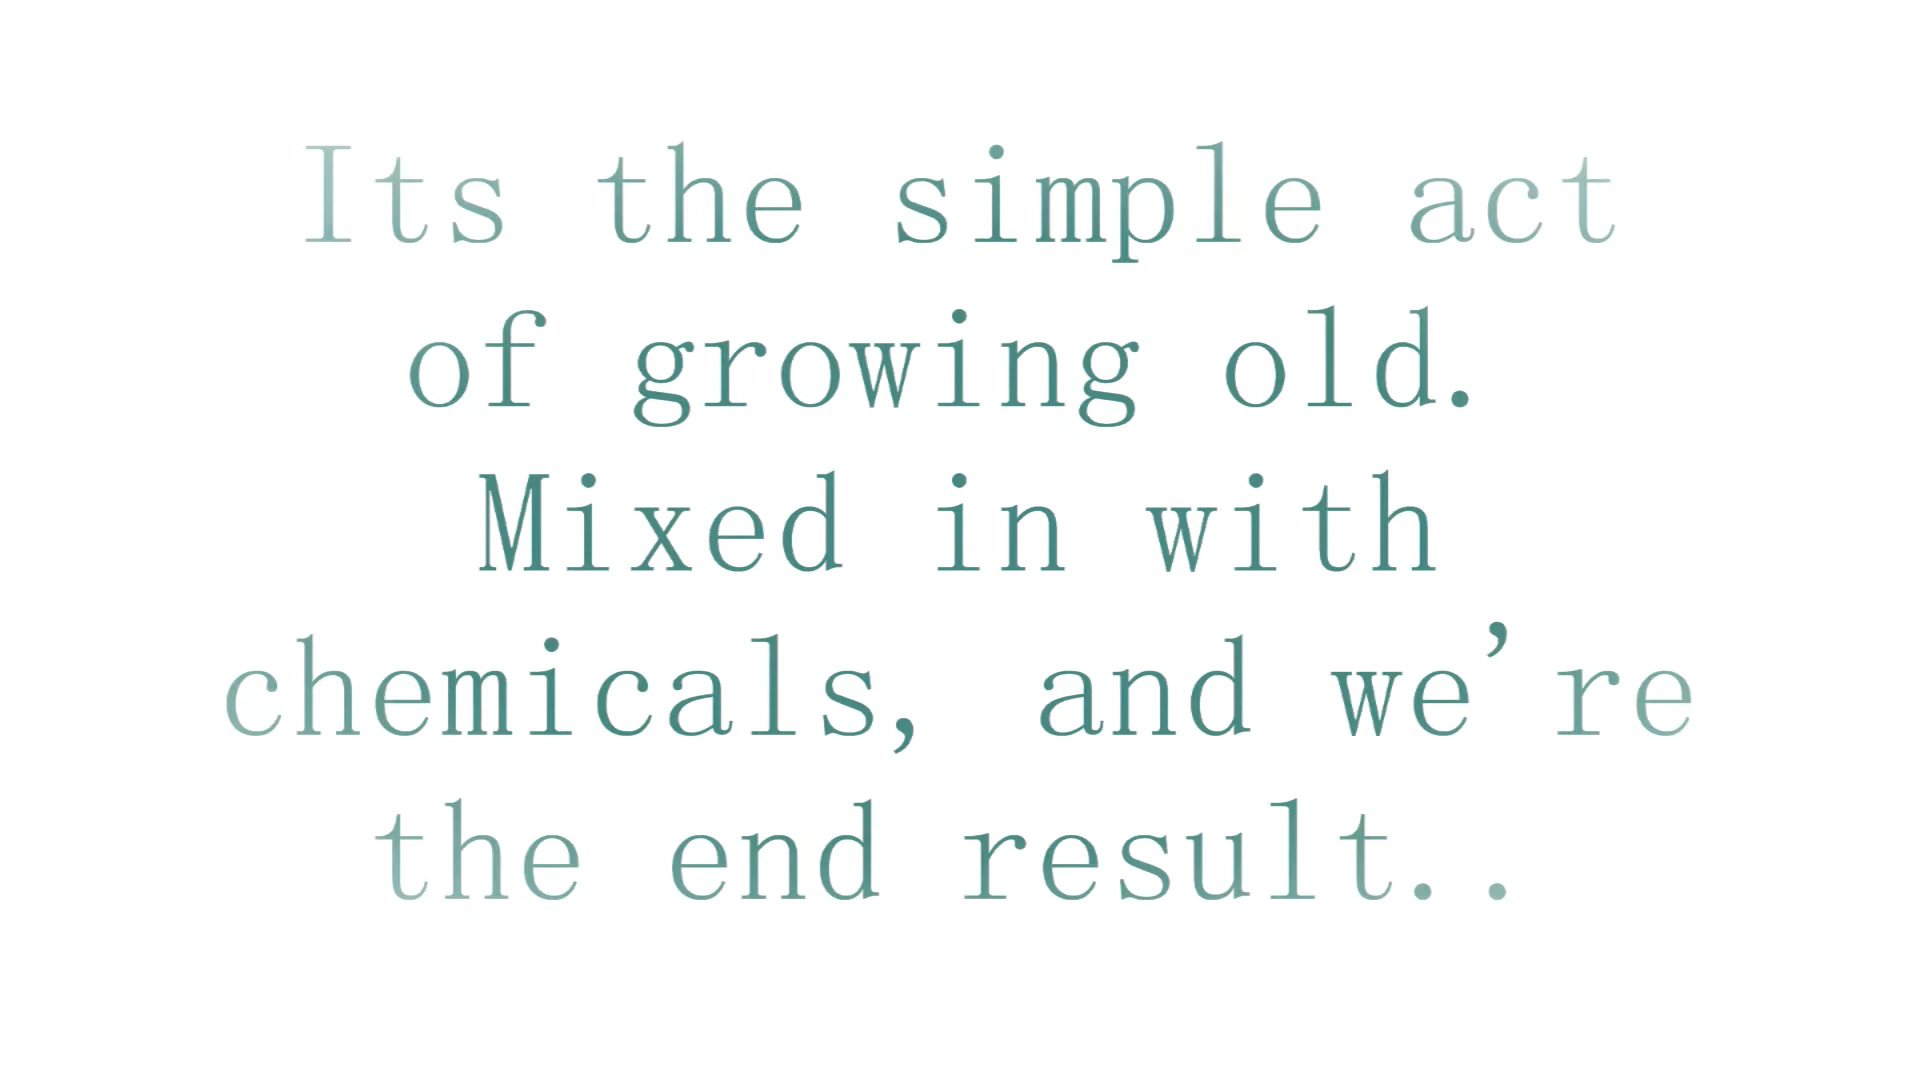 Its the simple act
of growing old.
Mixed in with
chemicals, and we’re
the end result..